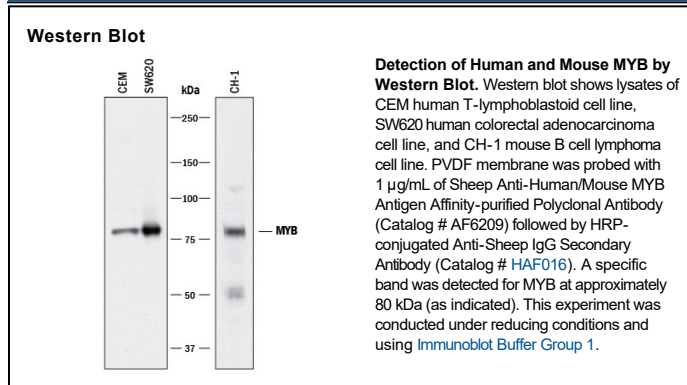 Western Blot
CEM
SW620
kDa
CH-1
250
150
100
75
50
37
MYB
Detection of Human and Mouse MYB by
Western Blot. Western blot shows lysates of
CEM human T-lymphoblastoid cell line,
SW620 human colorectal adenocarcinoma
cell line, and CH-1 mouse B cell lymphoma
cell line. PVDF membrane was probed with
1 µg/mL of Sheep Anti-Human/Mouse MYB
Antigen Affinity-purified Polyclonal Antibody
(Catalog # AF6209) followed by HRP-
conjugated Anti-Sheep IgG Secondary
Antibody (Catalog # HAF016). A specific
band was detected for MYB at approximately
80 kDa (as indicated). This experiment was
conducted under reducing conditions and
using Immunoblot Buffer Group 1.